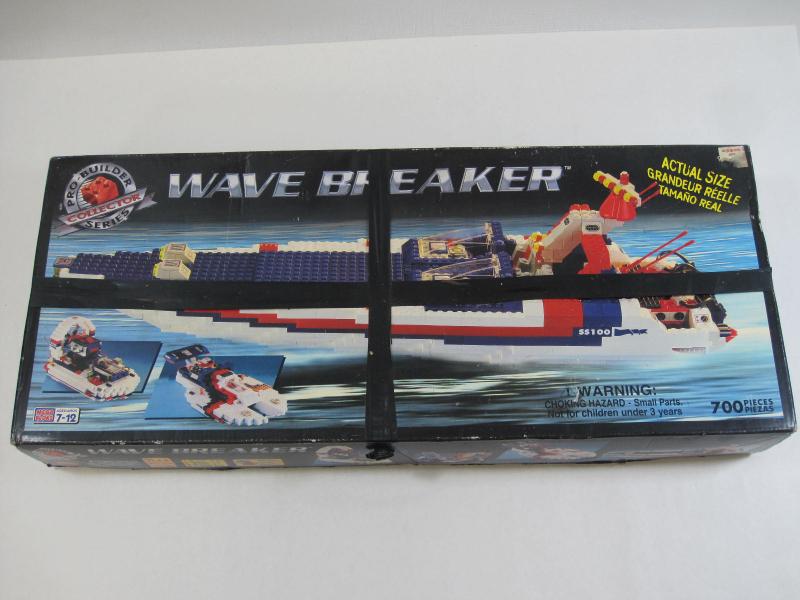 PRO-BUILDER
COLLECTOR
SERIES
WAVE BREAKER™
ACTUAL SIZE
GRANDEUR RÉELLE
TAMAÑO REAL
SS100
MEGA
BLOKS
7-12
WARNING:
CHOKING HAZARD - Small Parts.
Not for children under 3 years
700 PIECES
PIEZAS
WAVE BREAKER